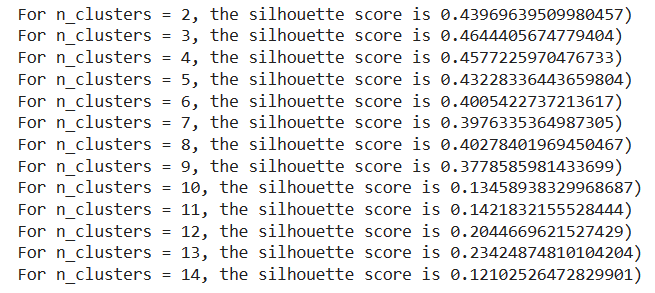 For n_clusters = 2, the silhouette score is 0.43969639509980457)
For n_clusters = 3, the silhouette score is 0.4644405674779404)
For n_clusters = 4, the silhouette score is 0.4577225970476733)
For n_clusters = 5, the silhouette score is 0.43228336443659804)
For n_clusters = 6, the silhouette score is 0.4005422737213617)
For n_clusters = 7, the silhouette score is 0.3976335364987305)
For n_clusters = 8, the silhouette score is 0.40278401969450467)
For n_clusters = 9, the silhouette score is 0.3778585981433699)
For n_clusters = 10, the silhouette score is 0.13458938329968687)
For n_clusters = 11, the silhouette score is 0.1421832155528444)
For n_clusters = 12, the silhouette score is 0.2044669621527429)
For n_clusters = 13, the silhouette score is 0.23424874810104204)
For n_clusters = 14, the silhouette score is 0.12102526472829901)